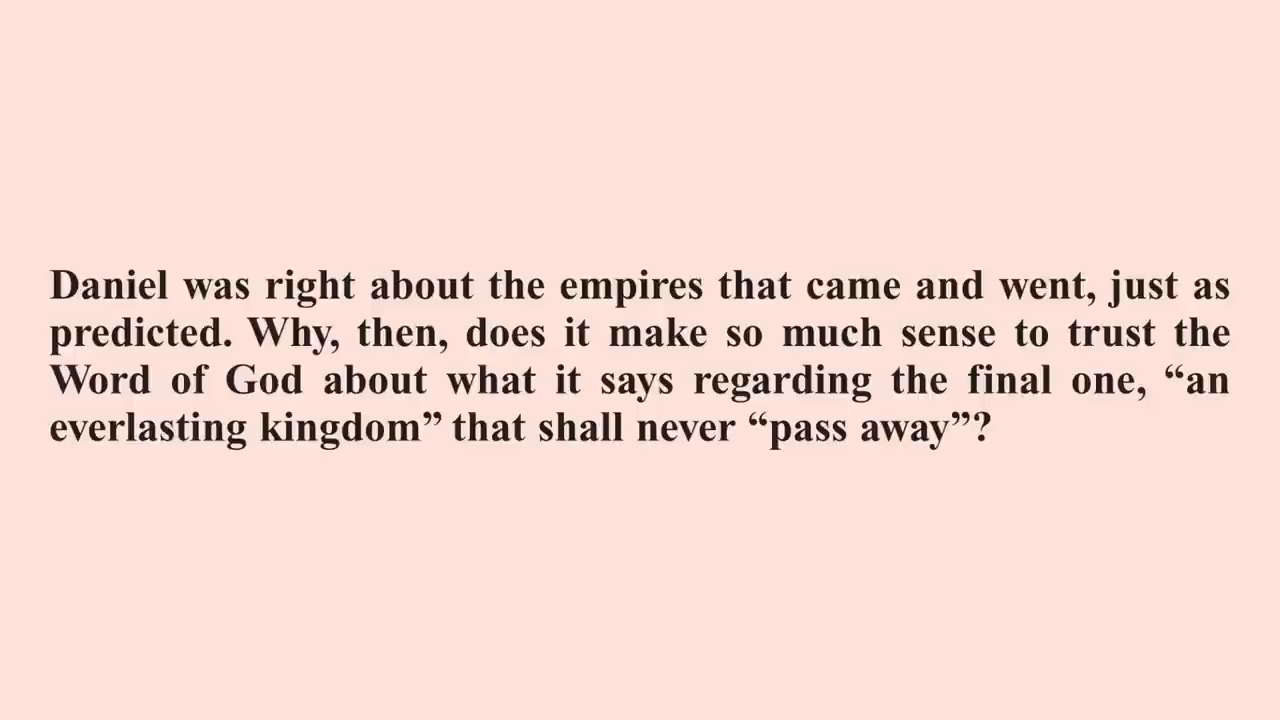 Daniel was right about the empires that came and went, just as
predicted. Why, then, does it make so much sense to trust the
Word of God about what it says regarding the final one, “an
everlasting kingdom” that shall never “pass away”?